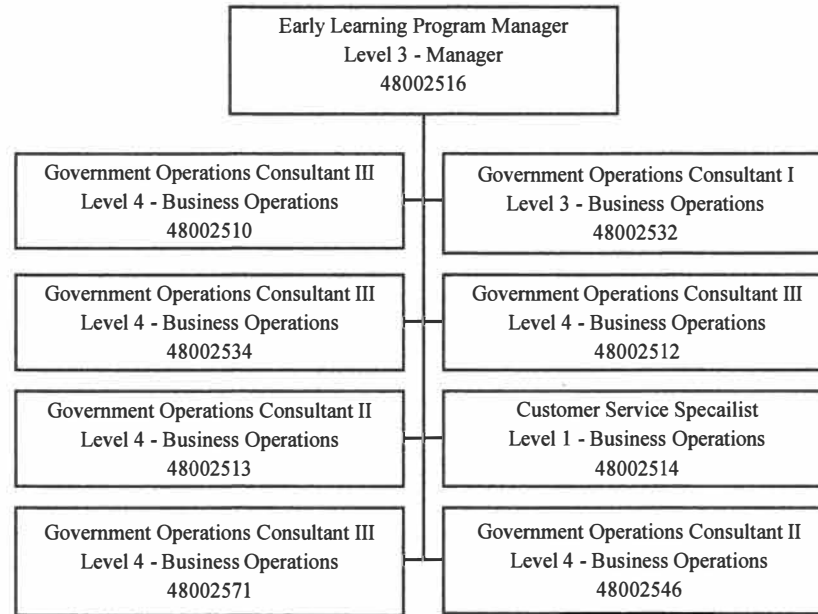 Early Learning Program Manager
Level 3 - Manager
48002516
Government Operations Consultant III
Level 4 - Business Operations
48002510
Government Operations Consultant I
Level 3 - Business Operations
48002532
Government Operations Consultant III
Level 4 - Business Operations
48002534
Government Operations Consultant III
Level 4 - Business Operations
48002512
Government Operations Consultant II
Level 4 - Business Operations
48002513
Customer Service Specailist
Level 1 - Business Operations
48002514
Government Operations Consultant III
Level 4 - Business Operations
48002571
Government Operations Consultant II
Level 4 - Business Operations
48002546